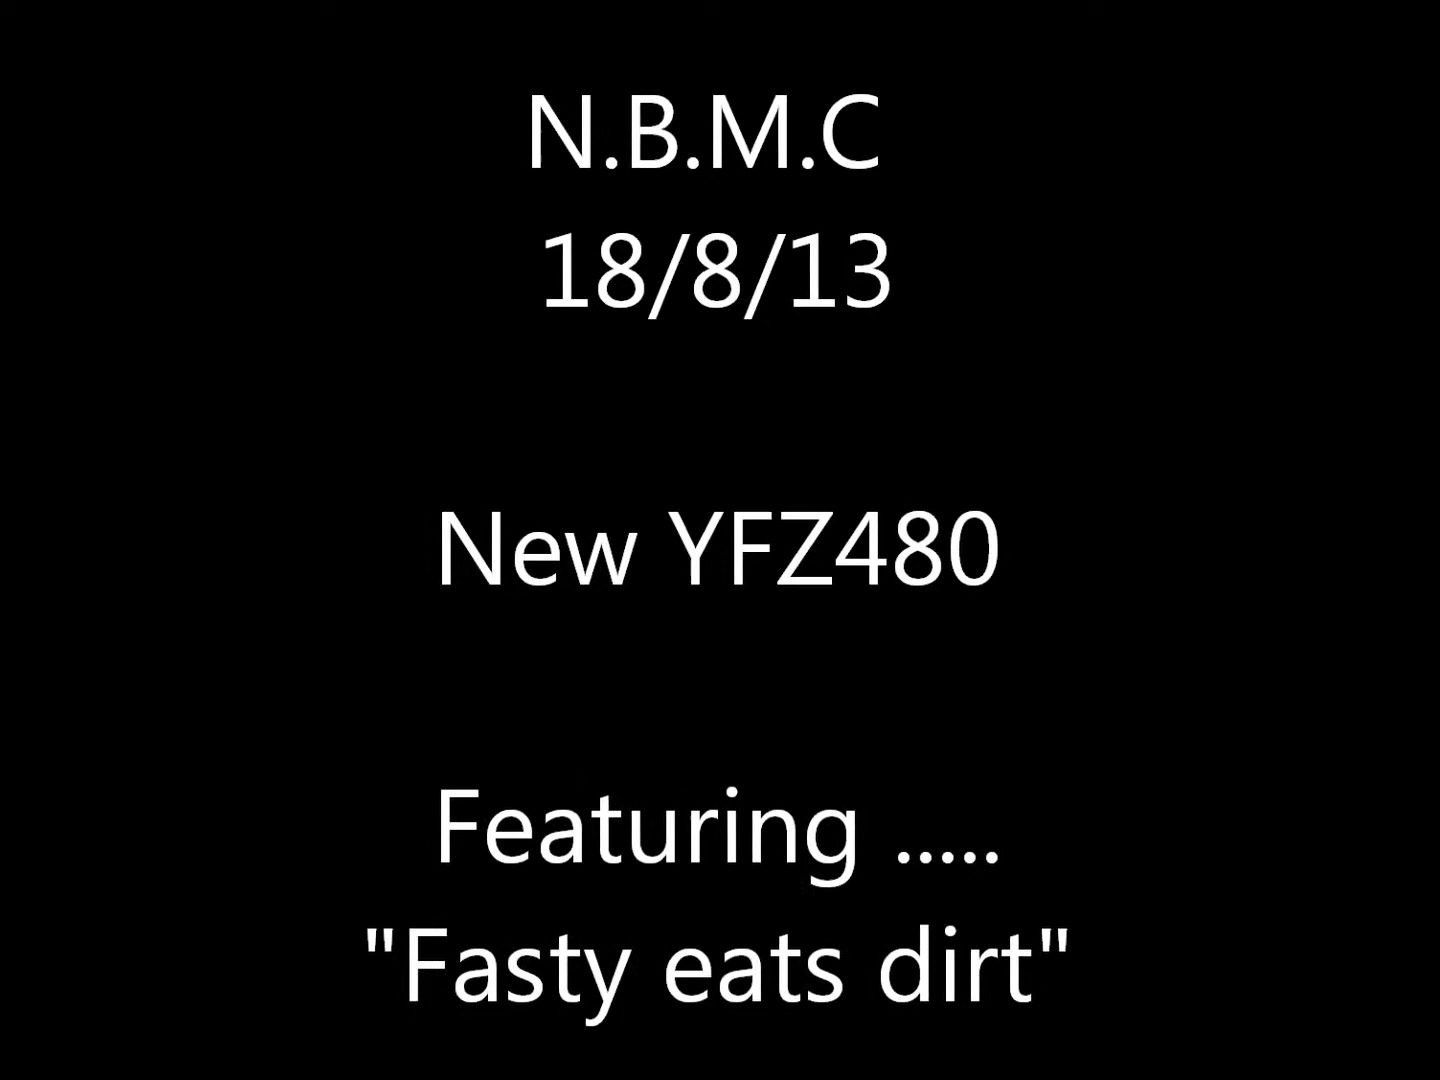 N.B.M.C
18/8/13
New YFZ480
Featuring .....
"Fasty eats dirt"